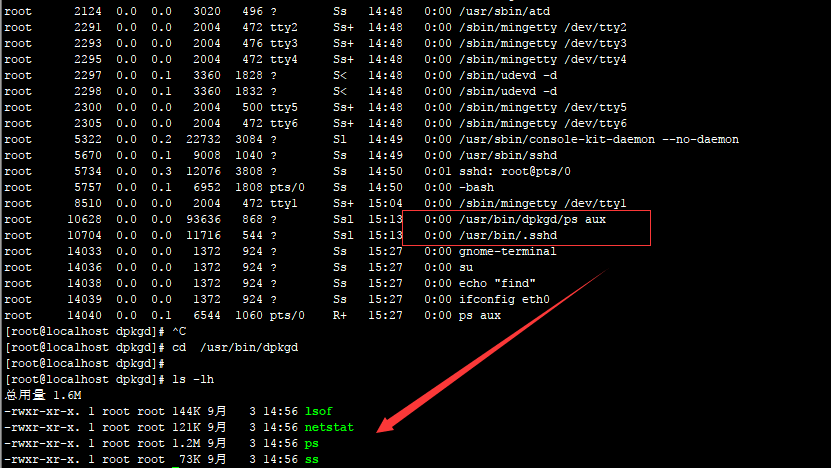 root      2124  0.0  0.0   3020   496 ?        Ss   14:48   0:00 /usr/sbin/atd
root      2291  0.0  0.0   2004   472 tty2     Ss+  14:48   0:00 /sbin/mingetty /dev/tty2
root      2293  0.0  0.0   2004   476 tty3     Ss+  14:48   0:00 /sbin/mingetty /dev/tty3
root      2295  0.0  0.0   2004   472 tty4     Ss+  14:48   0:00 /sbin/mingetty /dev/tty4
root      2297  0.0  0.1   3360  1828 ?        S<   14:48   0:00 /sbin/udevd -d
root      2298  0.0  0.1   3360  1832 ?        S<   14:48   0:00 /sbin/udevd -d
root      2300  0.0  0.0   2004   500 tty5     Ss+  14:48   0:00 /sbin/mingetty /dev/tty5
root      2305  0.0  0.0   2004   472 tty6     Ss+  14:48   0:00 /sbin/mingetty /dev/tty6
root      5322  0.0  0.2  22732  3084 ?        Sl   14:49   0:00 /usr/sbin/console-kit-daemon --no-daemon
root      5670  0.0  0.1   9008  1040 ?        Ss   14:49   0:00 /usr/sbin/sshd
root      5734  0.0  0.3  12076  3808 ?        Ss   14:50   0:01 sshd: root@pts/0
root      5757  0.0  0.1   6952  1808 pts/0    Ss   14:50   0:00 -bash
root      8510  0.0  0.0   2004   472 tty1     Ss+  15:04   0:00 /sbin/mingetty /dev/tty1
root     10628  0.0  0.0  93636   868 ?        Ssl  15:13   0:00 /usr/bin/dpkgd/ps aux
root     10704  0.0  0.0  11716   544 ?        Ssl  15:13   0:00 /usr/bin/.sshd
root     14033  0.0  0.0   1372   924 ?        Ss   15:27   0:00 gnome-terminal
root     14036  0.0  0.0   1372   924 ?        Ss   15:27   0:00 su
root     14038  0.0  0.0   1372   924 ?        Ss   15:27   0:00 echo "find"
root     14039  0.0  0.0   1372   924 ?        Ss   15:27   0:00 ifconfig eth0
root     14040  0.0  0.1   6544  1060 pts/0    R+   15:27   0:00 ps aux
[root@localhost dpkgd]# ^C
[root@localhost dpkgd]# cd  /usr/bin/dpkgd
[root@localhost dpkgd]#
[root@localhost dpkgd]# ls -lh
总用量 1.6M
-rwxr-xr-x. 1 root root 144K 9月   3 14:56 lsof
-rwxr-xr-x. 1 root root 121K 9月   3 14:56 netstat
-rwxr-xr-x. 1 root root 1.2M 9月   3 14:56 ps
-rwxr-xr-x. 1 root root  73K 9月   3 14:56 ss